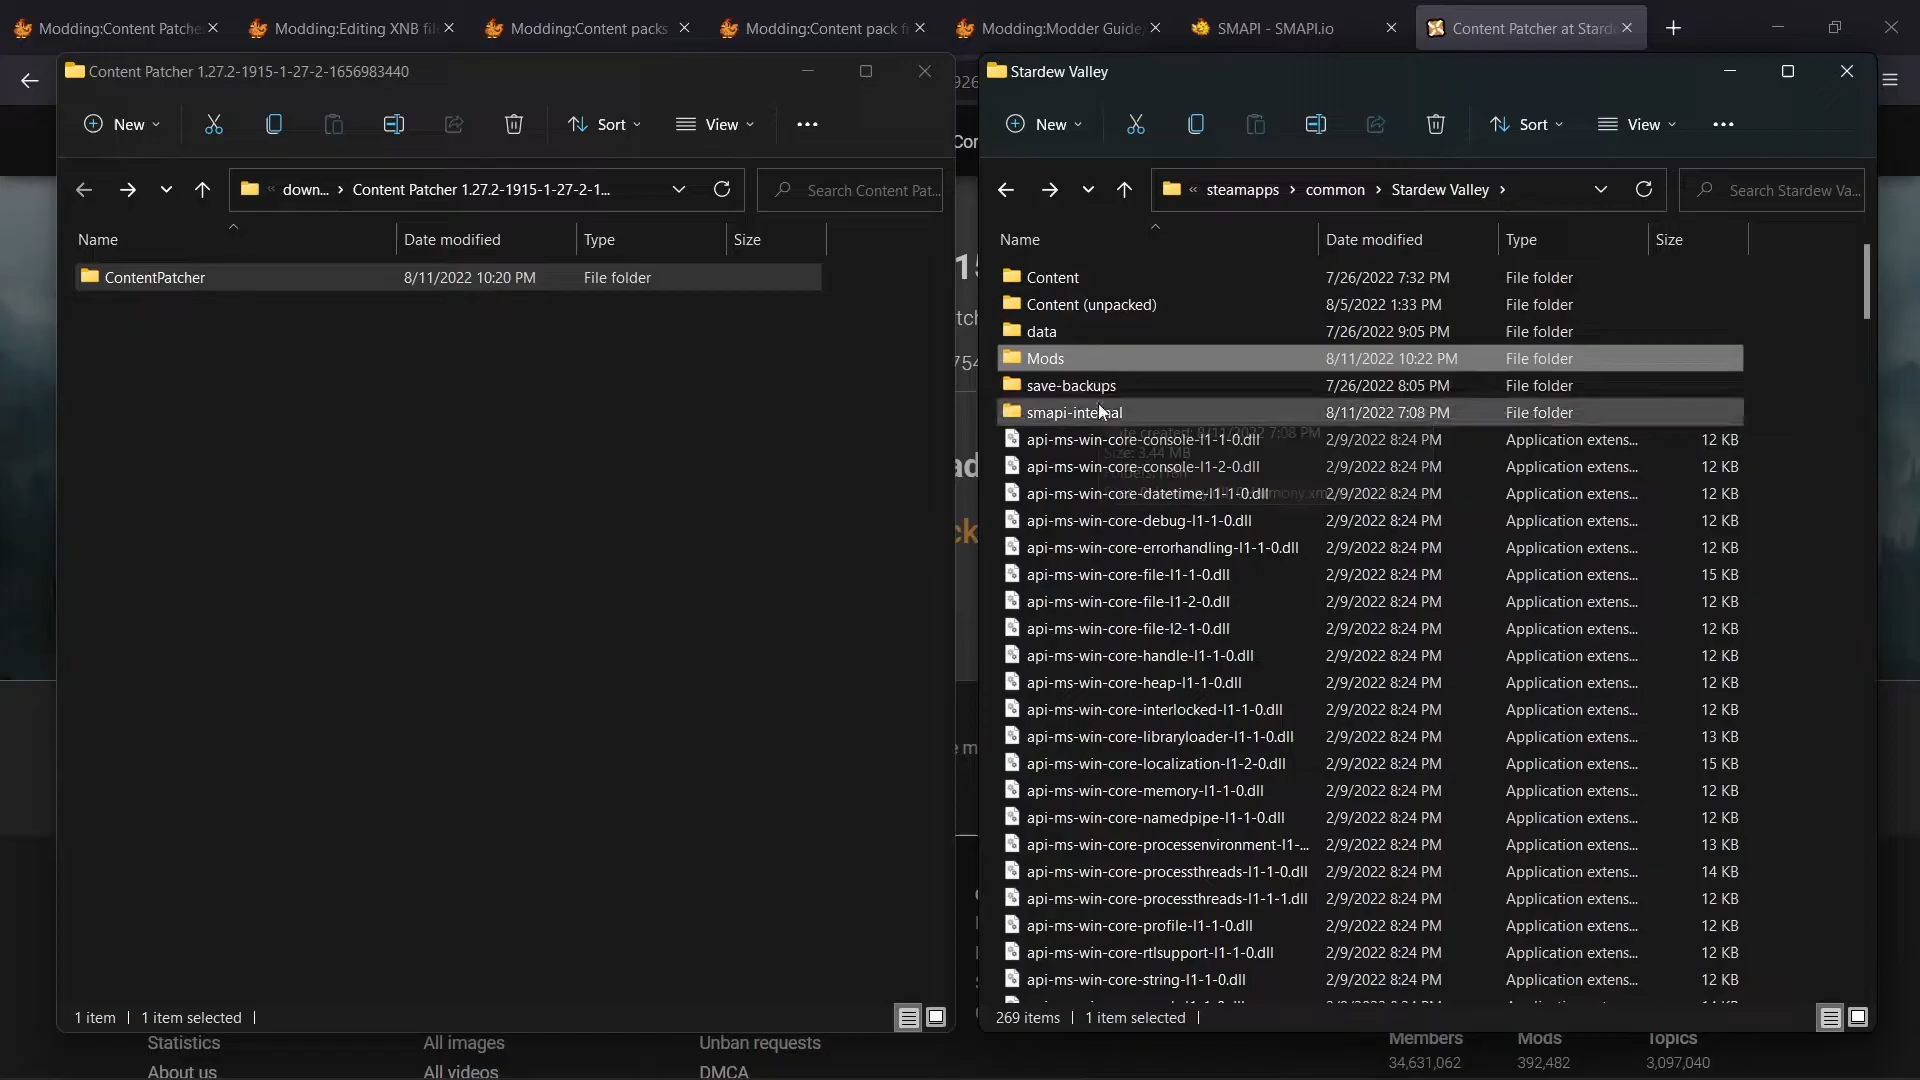 Modding:Content Patche
Modding:Editing XNB fil
Modding:Content packs
Modding:Content pack f
Modding:Modder Guide
SMAPI - SMAPI.io
Content Patcher at Stard
Content Patcher 1.27.2-1915-1-27-2-1656983440
New
Sort
View
down...
Content Patcher 1.27.2-1915-1-27-2-1...
Search Content Pat...
Name
Date modified
Type
Size
ContentPatcher 8/11/2022 10:20 PM File folder
1 item
1 item selected
Stardew Valley
New
Sort
View
steamapps
common
Stardew Valley
Search Stardew Va...
Name
Date modified
Type
Size
Content 7/26/2022 7:32 PM File folder
Content (unpacked) 8/5/2022 1:33 PM File folder
data 7/26/2022 9:05 PM File folder
Mods 8/11/2022 10:22 PM File folder
save-backups 7/26/2022 8:05 PM File folder
smapi-internal 8/11/2022 7:08 PM File folder
api-ms-win-core-console-l1-1-0.dll 2/9/2022 8:24 PM Application extens... 12 KB
api-ms-win-core-console-l1-2-0.dll 2/9/2022 8:24 PM Application extens... 12 KB
api-ms-win-core-datetime-l1-1-0.dll 2/9/2022 8:24 PM Application extens... 12 KB
api-ms-win-core-debug-l1-1-0.dll 2/9/2022 8:24 PM Application extens... 12 KB
api-ms-win-core-errorhandling-l1-1-0.dll 2/9/2022 8:24 PM Application extens... 12 KB
api-ms-win-core-file-l1-1-0.dll 2/9/2022 8:24 PM Application extens... 15 KB
api-ms-win-core-file-l1-2-0.dll 2/9/2022 8:24 PM Application extens... 12 KB
api-ms-win-core-file-l2-1-0.dll 2/9/2022 8:24 PM Application extens... 12 KB
api-ms-win-core-handle-l1-1-0.dll 2/9/2022 8:24 PM Application extens... 12 KB
api-ms-win-core-heap-l1-1-0.dll 2/9/2022 8:24 PM Application extens... 12 KB
api-ms-win-core-interlocked-l1-1-0.dll 2/9/2022 8:24 PM Application extens... 12 KB
api-ms-win-core-libraryloader-l1-1-0.dll 2/9/2022 8:24 PM Application extens... 13 KB
api-ms-win-core-localization-l1-2-0.dll 2/9/2022 8:24 PM Application extens... 15 KB
api-ms-win-core-memory-l1-1-0.dll 2/9/2022 8:24 PM Application extens... 12 KB
api-ms-win-core-namedpipe-l1-1-0.dll 2/9/2022 8:24 PM Application extens... 12 KB
api-ms-win-core-processenvironment-l1-... 2/9/2022 8:24 PM Application extens... 13 KB
api-ms-win-core-processthreads-l1-1-0.dll 2/9/2022 8:24 PM Application extens... 14 KB
api-ms-win-core-processthreads-l1-1-1.dll 2/9/2022 8:24 PM Application extens... 12 KB
api-ms-win-core-profile-l1-1-0.dll 2/9/2022 8:24 PM Application extens... 12 KB
api-ms-win-core-rtlsupport-l1-1-0.dll 2/9/2022 8:24 PM Application extens... 12 KB
api-ms-win-core-string-l1-1-0.dll 2/9/2022 8:24 PM Application extens... 12 KB
269 items
1 item selected
Statistics
All images
Unban requests
Members
Mods
Topics
34,631,062
392,482
3,097,040
About us
All videos
DMCA